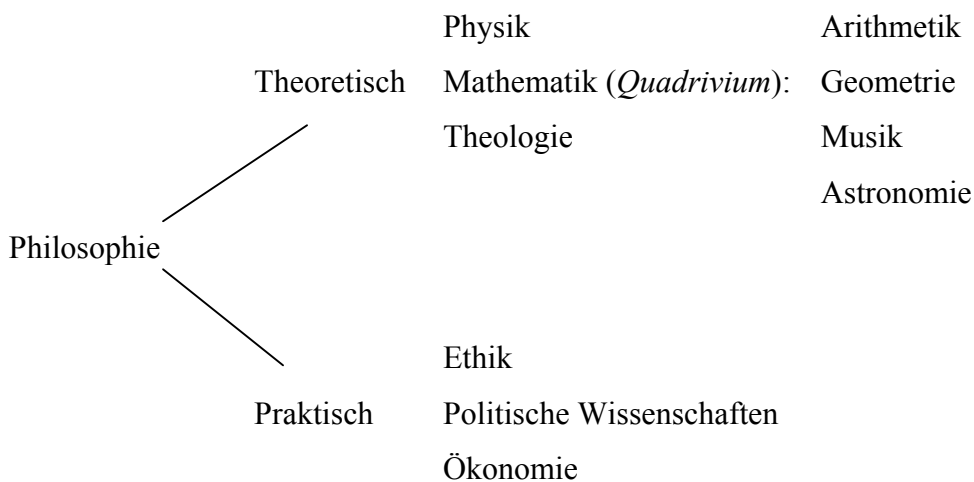 Physik Arithmetik
Theoretisch Mathematik (Quadrivium): Geometrie
Theologie Musik
Astronomie
Philosophie
Ethik
Praktisch Politische Wissenschaften
Ökonomie